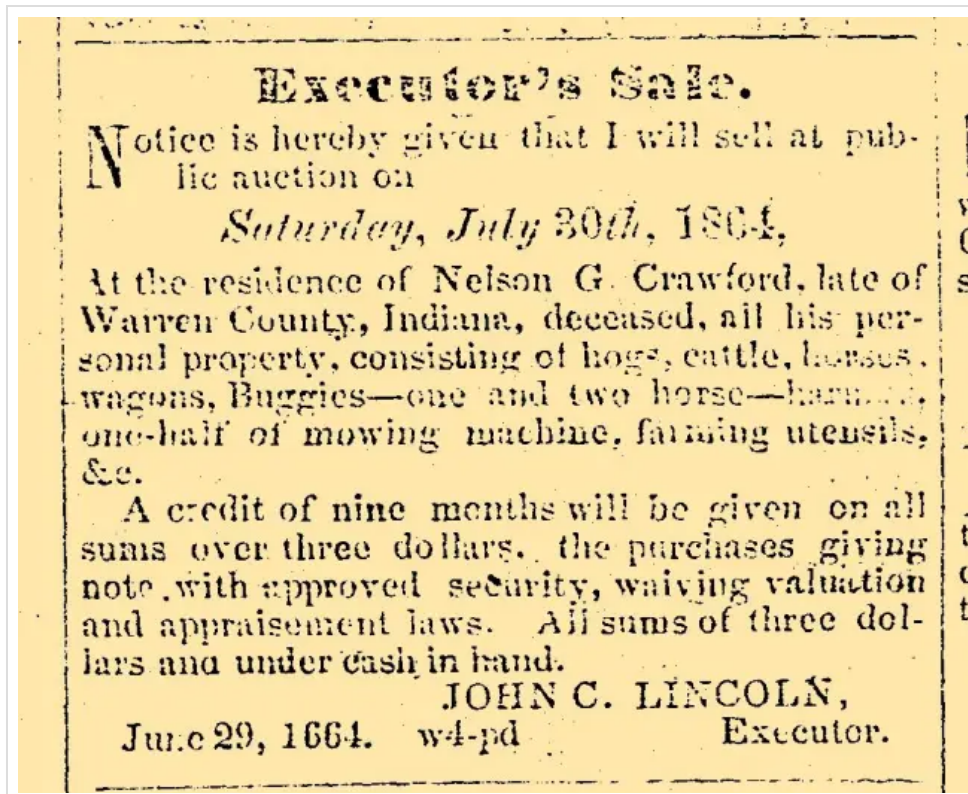 Executor's Sale.
Notice is hereby given that I will sell at pub-
lic auction on
Saturday, July 30th, 1864,
At the residence of Nelson G. Crawford, late of
Warren County, Indiana, deceased, all his per-
sonal property, consisting of hogs, cattle, horses,
wagons, Buggies—one and two horse—
one-half of mowing machine, farming utensils,
&c.
A credit of nine months will be given on all
sums over three dollars, the purchases giving
note, with approved security, waiving valuation
and appraisement laws. All sums of three dol-
lars and under cash in hand.
JOHN C. LINCOLN,
June 29, 1664. w4-pd Executor.